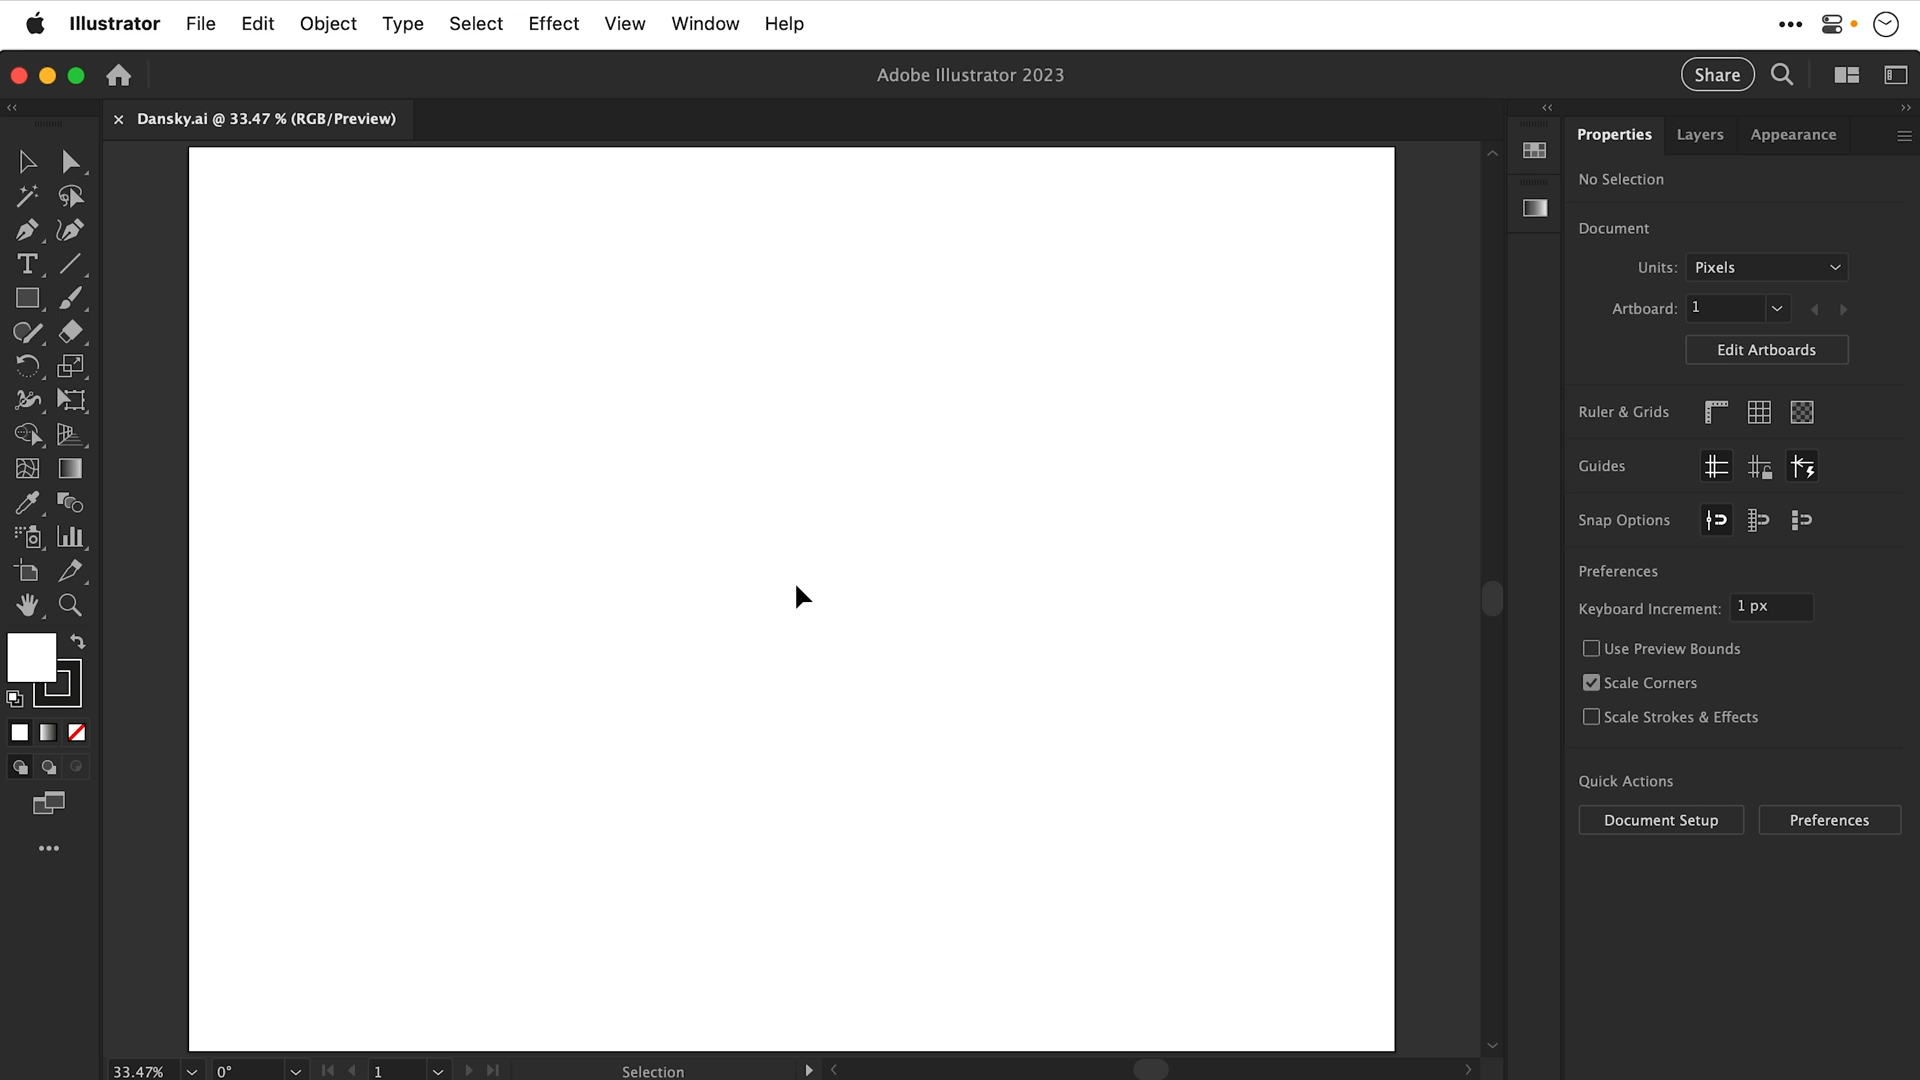 Illustrator File Edit Object Type Select Effect View Window Help
Adobe Illustrator 2023
Share
Dansky.ai @ 33.47 % (RGB/Preview)
Properties Layers Appearance
No Selection
Document
Units: Pixels
Artboard: 1
Edit Artboards
Ruler & Grids
Guides
Snap Options
Preferences
Keyboard Increment: 1 px
Use Preview Bounds
Scale Corners
Scale Strokes & Effects
Quick Actions
Document Setup Preferences
33.47% 0° 1 Selection